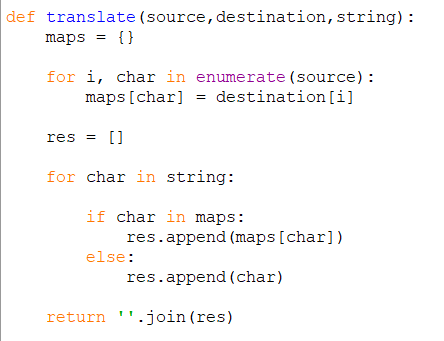 def translate(source,destination,string):
    maps = {}
    for i, char in enumerate(source):
        maps[char] = destination[i]
    res = []
    for char in string:
        if char in maps:
            res.append(maps[char])
        else:
            res.append(char)
    return ''.join(res)